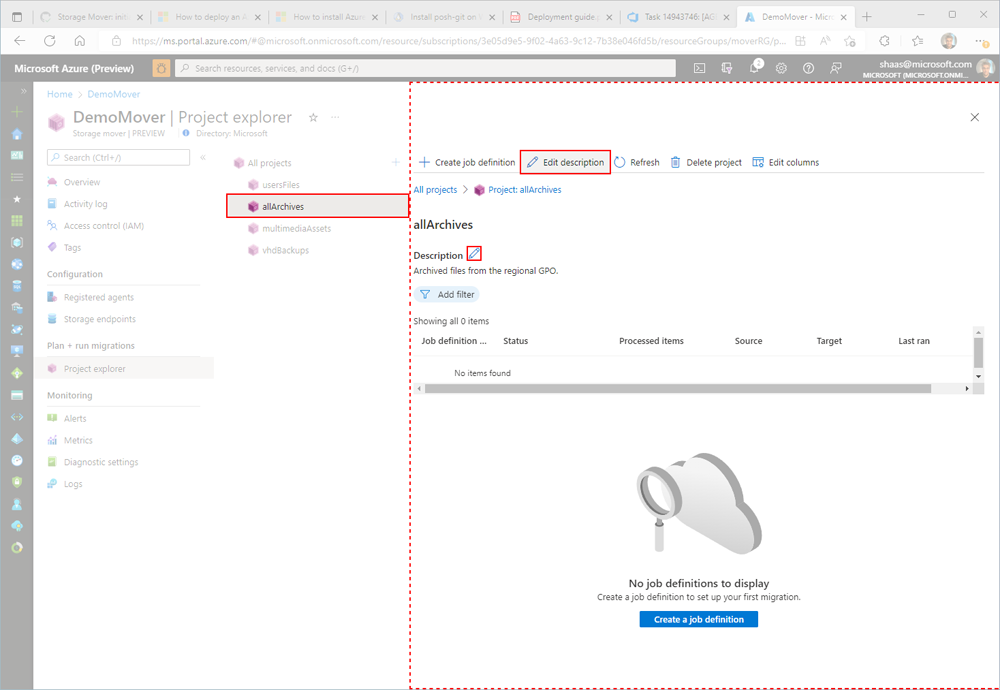 Storage Mover: initi
How to deploy an A
How to install Azure
Install posh-git on V
Deployment guide
Task 14943746: [AG
DemoMover - Micro
https://ms.portal.azure.com/#@microsoft.onmicrosoft.com/resource/subscriptions/3e05d9e5-9f02-4a63-9c12-7b38e046fd5b/resourceGroups/moverRG/p...
Microsoft Azure (Preview)
Search resources, services, and docs (G+/)
2
shaas@microsoft.com
MICROSOFT (MICROSOFT.ONMI...
Home > DemoMover
DemoMover | Project explorer
Storage mover | PREVIEW
Directory: Microsoft
Search (Ctrl+/)
Overview
Activity log
Access control (IAM)
Tags
Configuration
Registered agents
Storage endpoints
Plan + run migrations
Project explorer
Monitoring
Alerts
Metrics
Diagnostic settings
Logs
All projects
usersFiles
allArchives
multimediaAssets
vhdBackups
Create job definition
Edit description
Refresh
Delete project
Edit columns
All projects > Project: allArchives
allArchives
Description
Archived files from the regional GPO.
Add filter
Showing all 0 items
Job definition ... Status Processed items Source Target Last ran
No items found
No job definitions to display
Create a job definition to set up your first migration.
Create a job definition